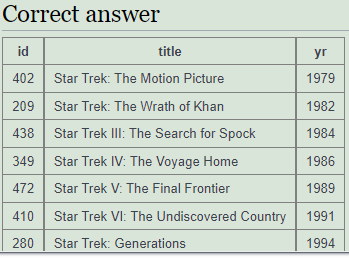 Correct answer
id title yr
402 Star Trek: The Motion Picture 1979
209 Star Trek: The Wrath of Khan 1982
438 Star Trek III: The Search for Spock 1984
349 Star Trek IV: The Voyage Home 1986
472 Star Trek V: The Final Frontier 1989
410 Star Trek VI: The Undiscovered Country 1991
280 Star Trek: Generations 1994